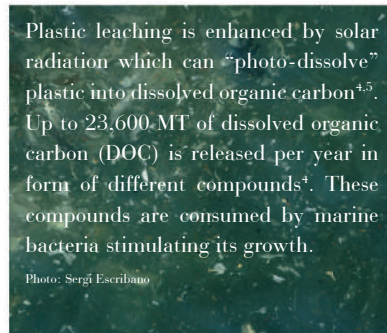 Plastic leaching is enhanced by solar
radiation which can “photo-dissolve”
plastic into dissolved organic carbon⁴,⁵.
Up to 23,600 MT of dissolved organic
carbon (DOC) is released per year in
form of different compounds⁴. These
compounds are consumed by marine
bacteria stimulating its growth.
Photo: Sergi Escribano